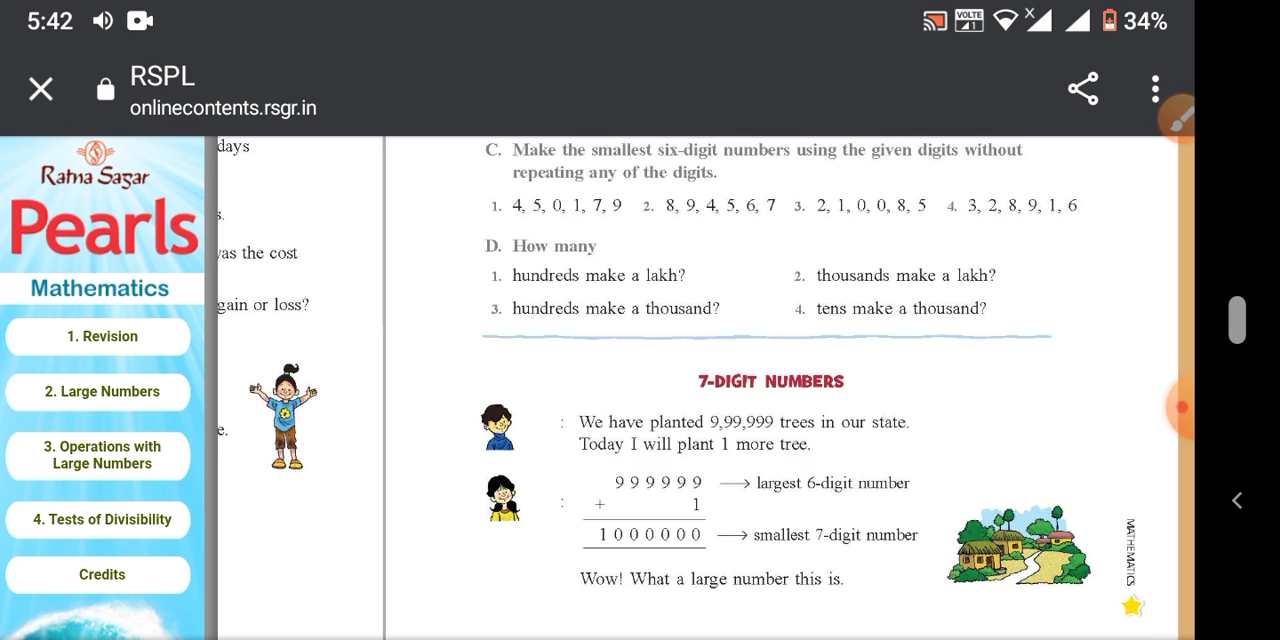 5:42
VOLTE
1
X
34%
RSPL
onlinecontents.rsgr.in
Ratna Sagar
Pearls
Mathematics
1. Revision
2. Large Numbers
3. Operations with
Large Numbers
4. Tests of Divisibility
Credits
days
s.
was the cost
gain or loss?
e.
C. Make the smallest six-digit numbers using the given digits without
repeating any of the digits.
1. 4, 5, 0, 1, 7, 9 2. 8, 9, 4, 5, 6, 7 3. 2, 1, 0, 0, 8, 5 4. 3, 2, 8, 9, 1, 6
D. How many
1. hundreds make a lakh? 2. thousands make a lakh?
3. hundreds make a thousand? 4. tens make a thousand?
7-DIGIT NUMBERS
: We have planted 9,99,999 trees in our state.
Today I will plant 1 more tree.
: 9 9 9 9 9 9 → largest 6-digit number
+ 1
1 0 0 0 0 0 0 → smallest 7-digit number
Wow! What a large number this is.
MATHEMATICS